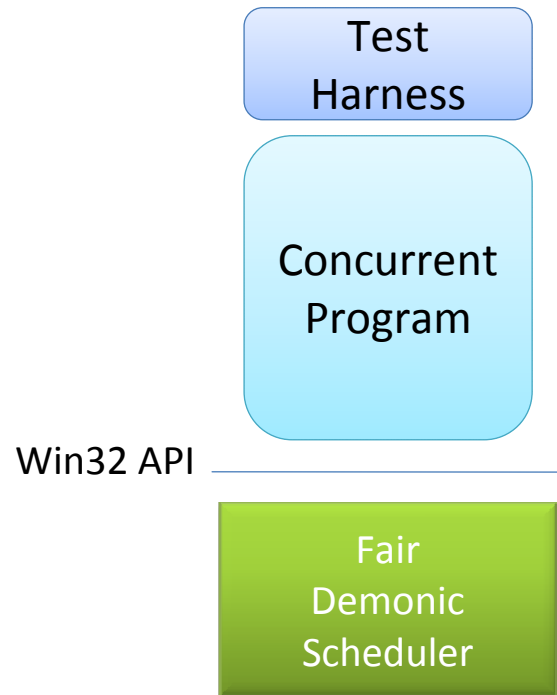 Test
Harness
Concurrent
Program
Win32 API
Fair
Demonic
Scheduler